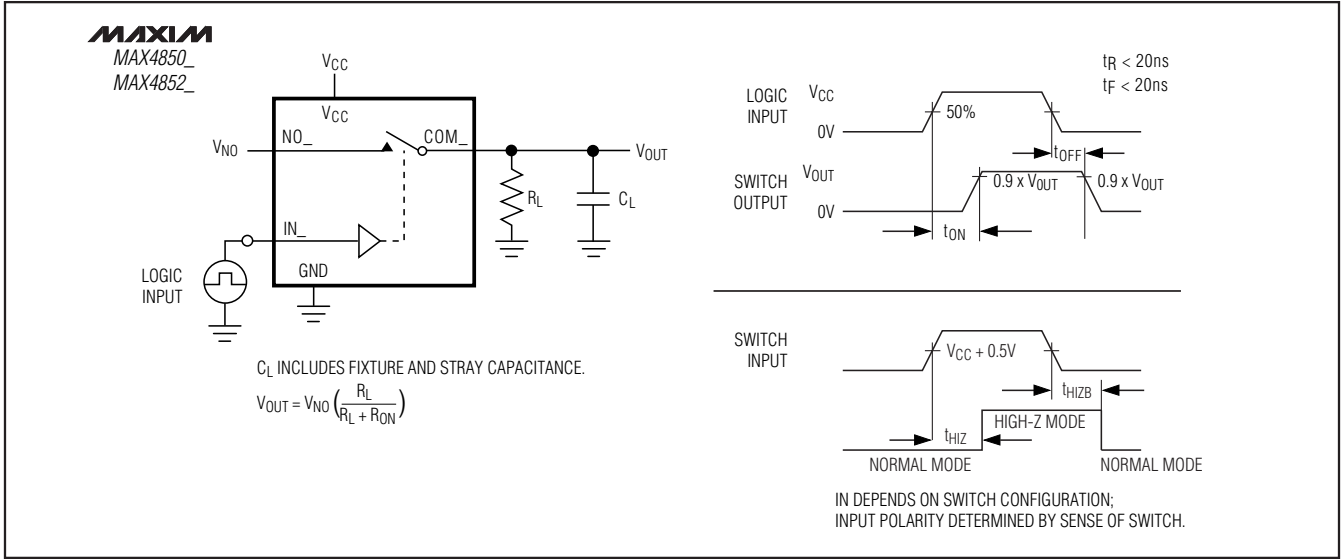 MAXIM
MAX4850_
MAX4852_
VCC
VCC
VNO
NO_
COM_
VOUT
RL
CL
IN_
GND
LOGIC
INPUT
CL INCLUDES FIXTURE AND STRAY CAPACITANCE.
VOUT = VNO (RL / RL + RON)
tR < 20ns
tF < 20ns
LOGIC
INPUT
VCC
50%
0V
tOFF
SWITCH
OUTPUT
VOUT
0.9 x VOUT
0.9 x VOUT
0V
tON
SWITCH
INPUT
VCC + 0.5V
tHIZB
HIGH-Z MODE
tHIZ
NORMAL MODE
NORMAL MODE
IN DEPENDS ON SWITCH CONFIGURATION;
INPUT POLARITY DETERMINED BY SENSE OF SWITCH.